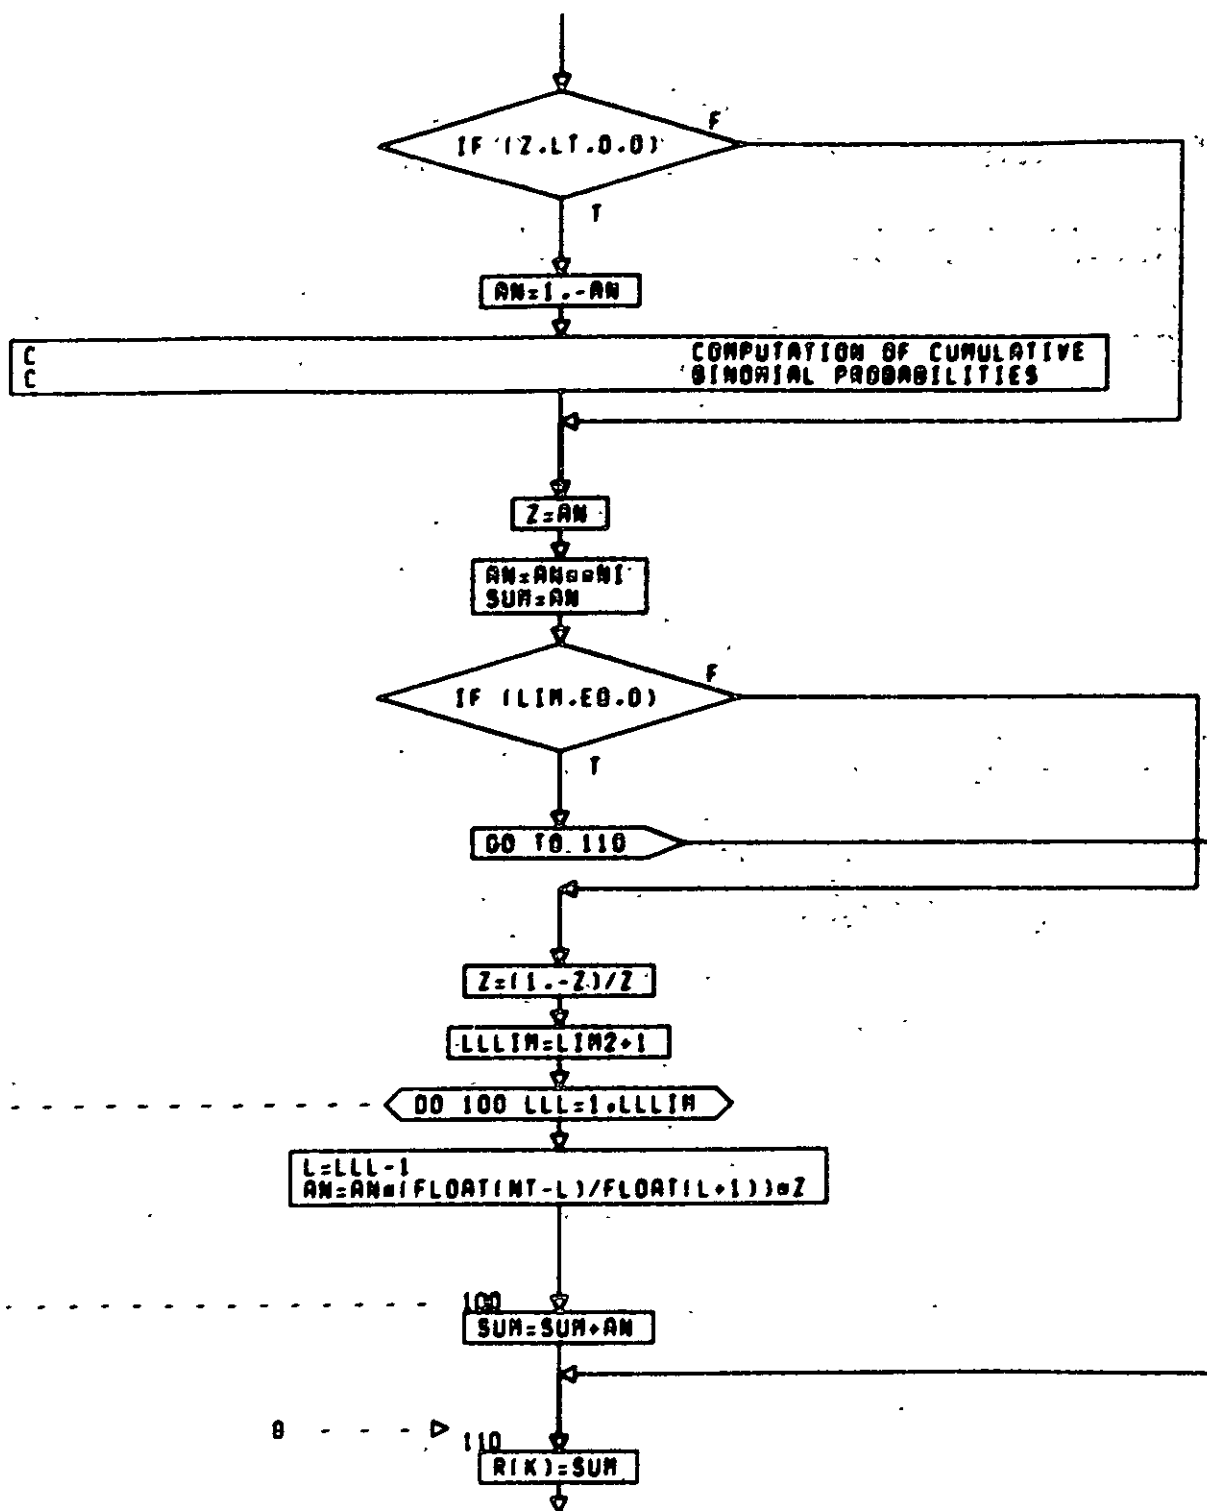 F
IF (Z.LT.0.0)
T
AN=1.-AN
C COMPUTATION OF CUMULATIVE
C BINOMIAL PROBABILITIES
Z=AN
AN=AN**NT
SUM=AN
F
IF (LIM.EQ.0)
T
GO TO 110
Z=(1.-Z)/Z
LLLIM=LIM2+1
DO 100 LLL=1,LLLIM
L=LLL-1
AN=AN*(FLOAT(NT-L)/FLOAT(L+1))*Z
100
SUM=SUM+AN
110
R(K)=SUM